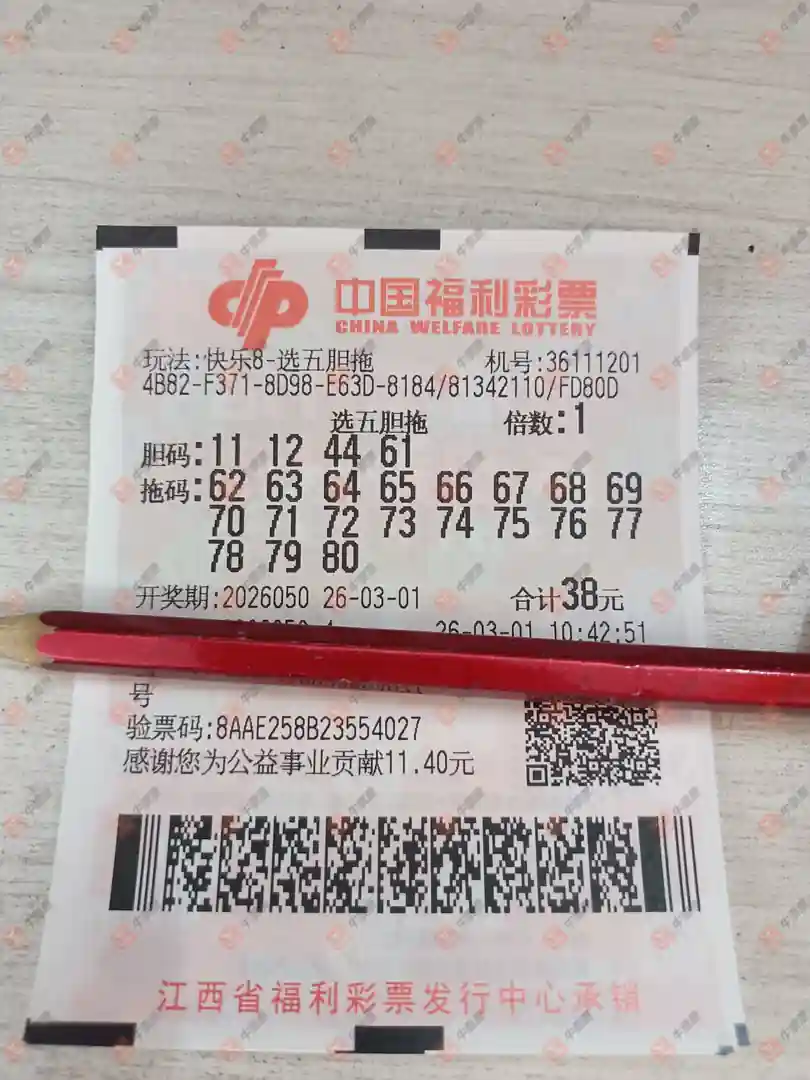 中国福利彩票
CHINA WELFARE LOTTERY
玩法:快乐8-选五胆拖 机号:36111201
4B82-F371-8D98-E63D-8184/81342110/FD80D
选五胆拖 倍数:1
胆码:11 12 44 61
拖码:62 63 64 65 66 67 68 69
70 71 72 73 74 75 76 77
78 79 80
开奖期:2026050 26-03-01 合计38元
26-03-01 10:42:51
号
验票码:8AAE258B23554027
感谢您为公益事业贡献11.40元
江西省福利彩票发行中心承销